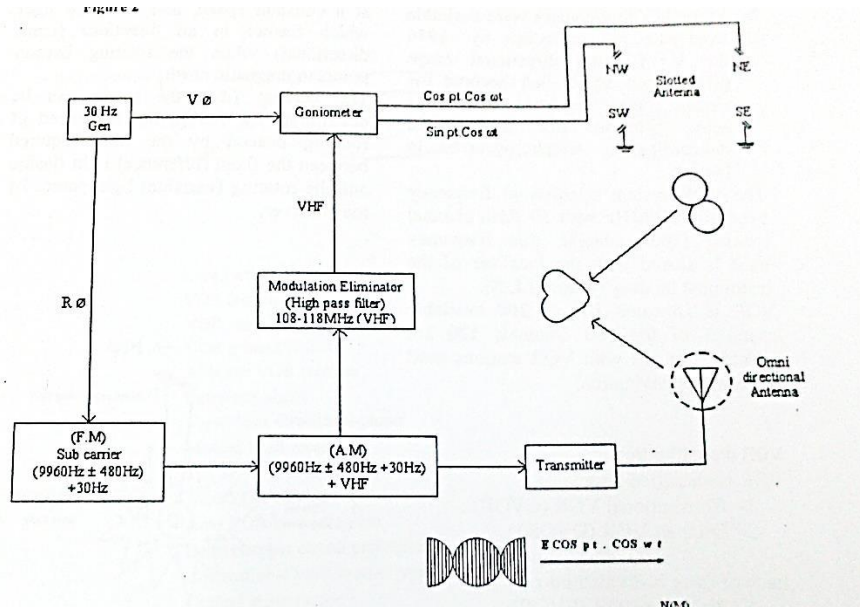 Figure 2
30 Hz
Gen
V Ø
Goniometer
Cos pt Cos ωt
Sin pt Cos ωt
NW
NE
Slotted
Antenna
SW
SE
VHF
R Ø
Modulation Eliminator
(High pass filter)
108-118MHz (VHF)
Omni
directional
Antenna
(F.M)
Sub carrier
(9960Hz ± 480Hz)
+30Hz
(A.M)
(9960Hz ± 480Hz +30Hz)
+ VHF
Transmitter
E COS pt . COS w t
N(M)